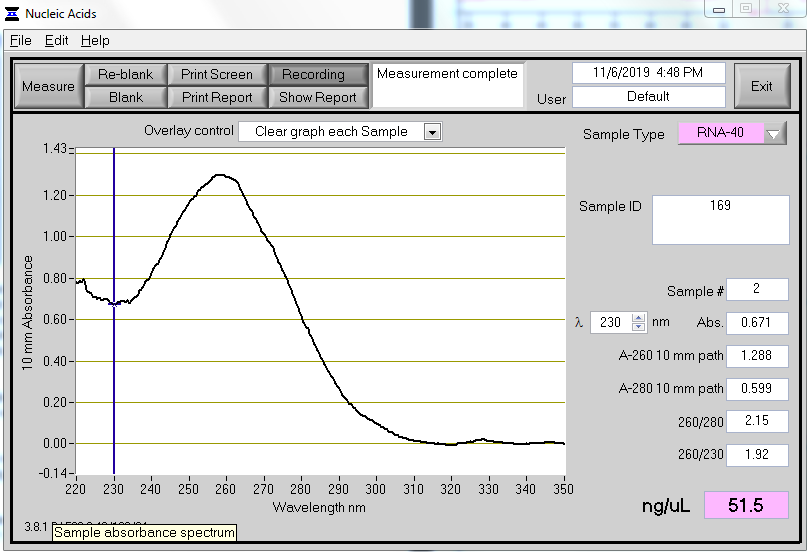 Nucleic Acids
File Edit Help
Measure
Re-blank
Print Screen
Recording
Blank
Print Report
Show Report
Measurement complete
11/6/2019 4:48 PM
User
Default
Exit
Overlay control
Clear graph each Sample
Sample Type
RNA-40
Sample ID
169
Sample #
2
λ 230 nm
Abs.
0.671
A-260 10 mm path
1.288
A-280 10 mm path
0.599
260/280
2.15
260/230
1.92
ng/uL
51.5
10 mm Absorbance
1.43
1.20
1.00
0.80
0.60
0.40
0.20
0.00
-0.14
220 230 240 250 260 270 280 290 300 310 320 330 340 350
Wavelength nm
3.8.1
Sample absorbance spectrum